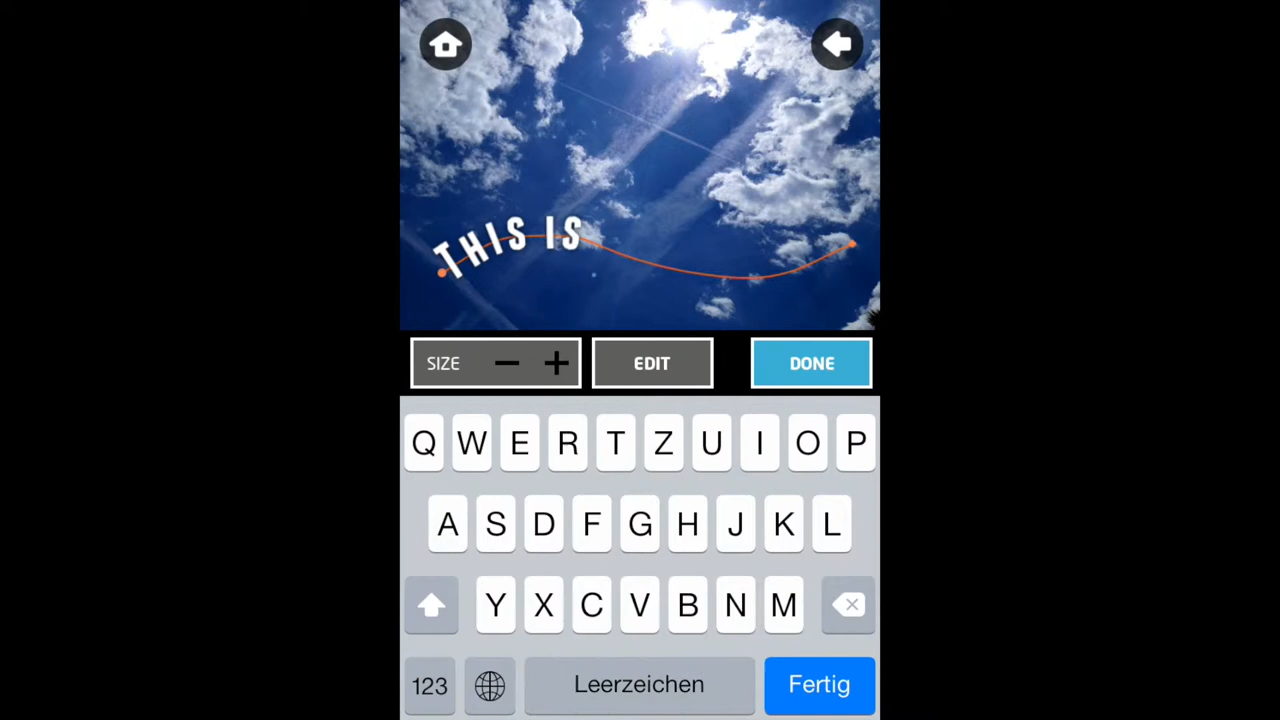 THIS IS
SIZE − + EDIT DONE
Q W E R T Z U I O P
A S D F G H J K L
Y X C V B N M
123 Leerzeichen Fertig